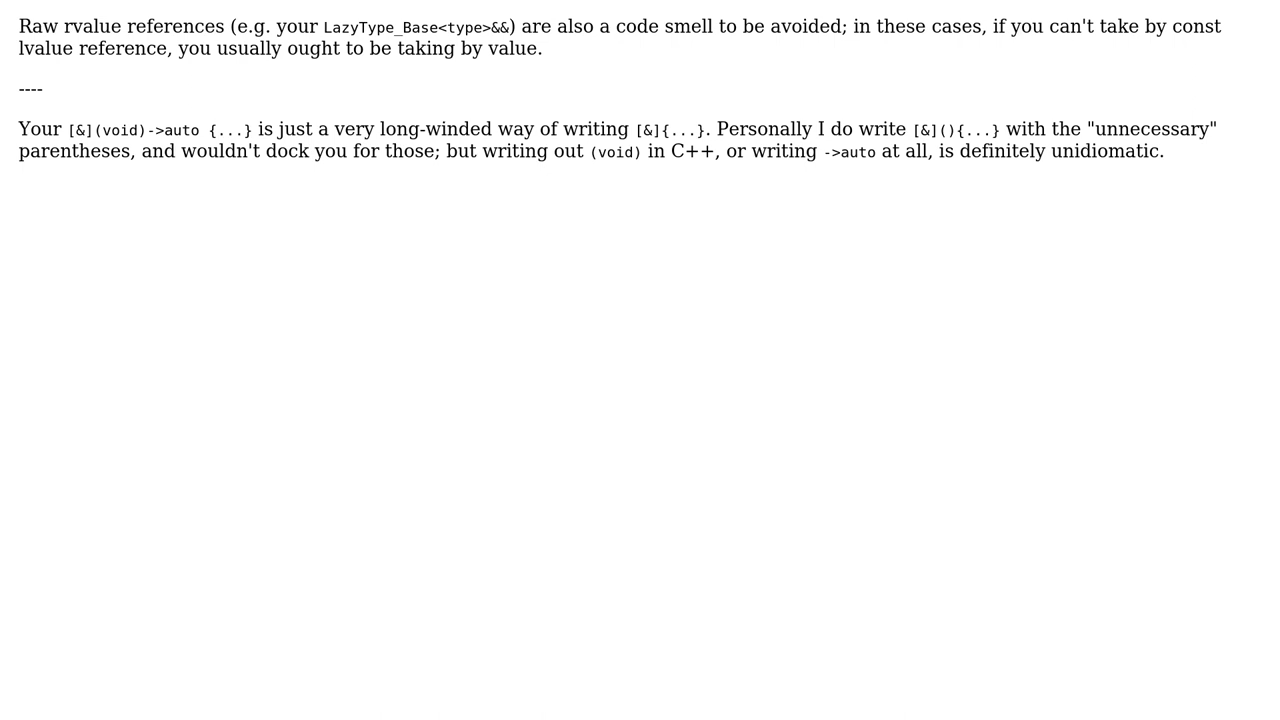 Raw rvalue references (e.g. your LazyType_Base<type>&&) are also a code smell to be avoided; in these cases, if you can't take by const
lvalue reference, you usually ought to be taking by value.
----
Your [&](void)->auto {...} is just a very long-winded way of writing [&]{...}. Personally I do write [&](){...} with the "unnecessary"
parentheses, and wouldn't dock you for those; but writing out (void) in C++, or writing ->auto at all, is definitely unidiomatic.